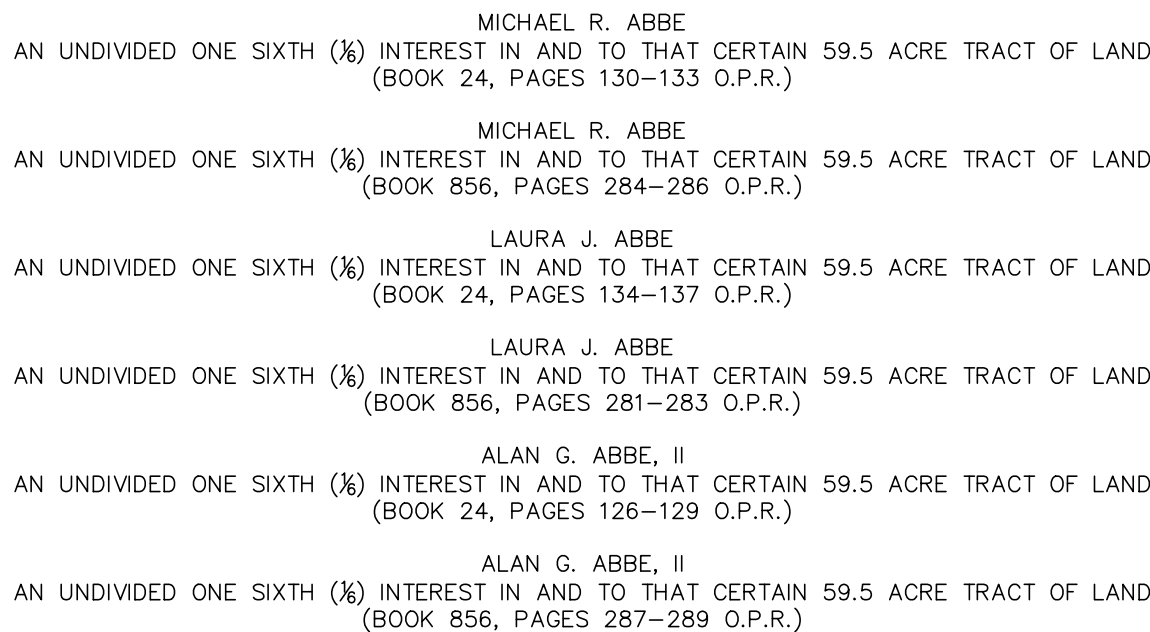 MICHAEL R. ABBE
AN UNDIVIDED ONE SIXTH (⅙) INTEREST IN AND TO THAT CERTAIN 59.5 ACRE TRACT OF LAND
(BOOK 24, PAGES 130–133 O.P.R.)
MICHAEL R. ABBE
AN UNDIVIDED ONE SIXTH (⅙) INTEREST IN AND TO THAT CERTAIN 59.5 ACRE TRACT OF LAND
(BOOK 856, PAGES 284–286 O.P.R.)
LAURA J. ABBE
AN UNDIVIDED ONE SIXTH (⅙) INTEREST IN AND TO THAT CERTAIN 59.5 ACRE TRACT OF LAND
(BOOK 24, PAGES 134–137 O.P.R.)
LAURA J. ABBE
AN UNDIVIDED ONE SIXTH (⅙) INTEREST IN AND TO THAT CERTAIN 59.5 ACRE TRACT OF LAND
(BOOK 856, PAGES 281–283 O.P.R.)
ALAN G. ABBE, II
AN UNDIVIDED ONE SIXTH (⅙) INTEREST IN AND TO THAT CERTAIN 59.5 ACRE TRACT OF LAND
(BOOK 24, PAGES 126–129 O.P.R.)
ALAN G. ABBE, II
AN UNDIVIDED ONE SIXTH (⅙) INTEREST IN AND TO THAT CERTAIN 59.5 ACRE TRACT OF LAND
(BOOK 856, PAGES 287–289 O.P.R.)